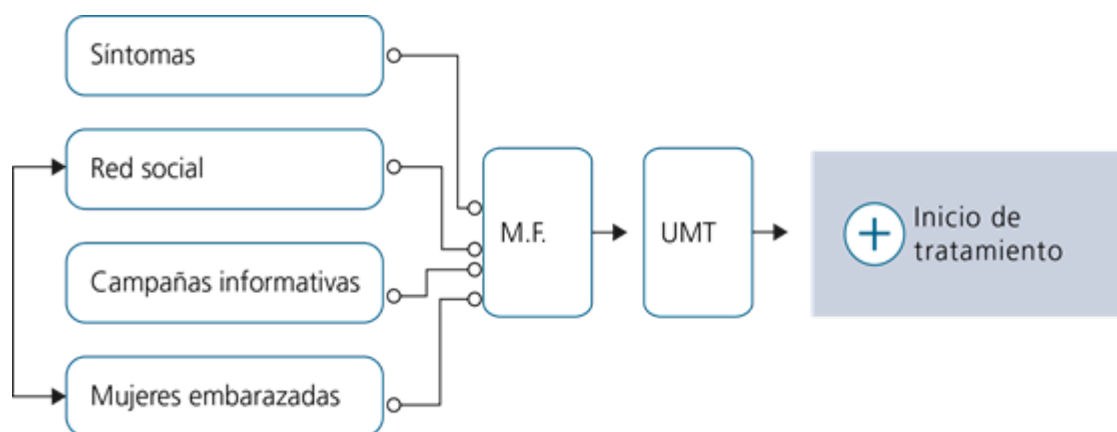 Síntomas
Red social
Campañas informativas
Mujeres embarazadas
M.F.
UMT
Inicio de
tratamiento